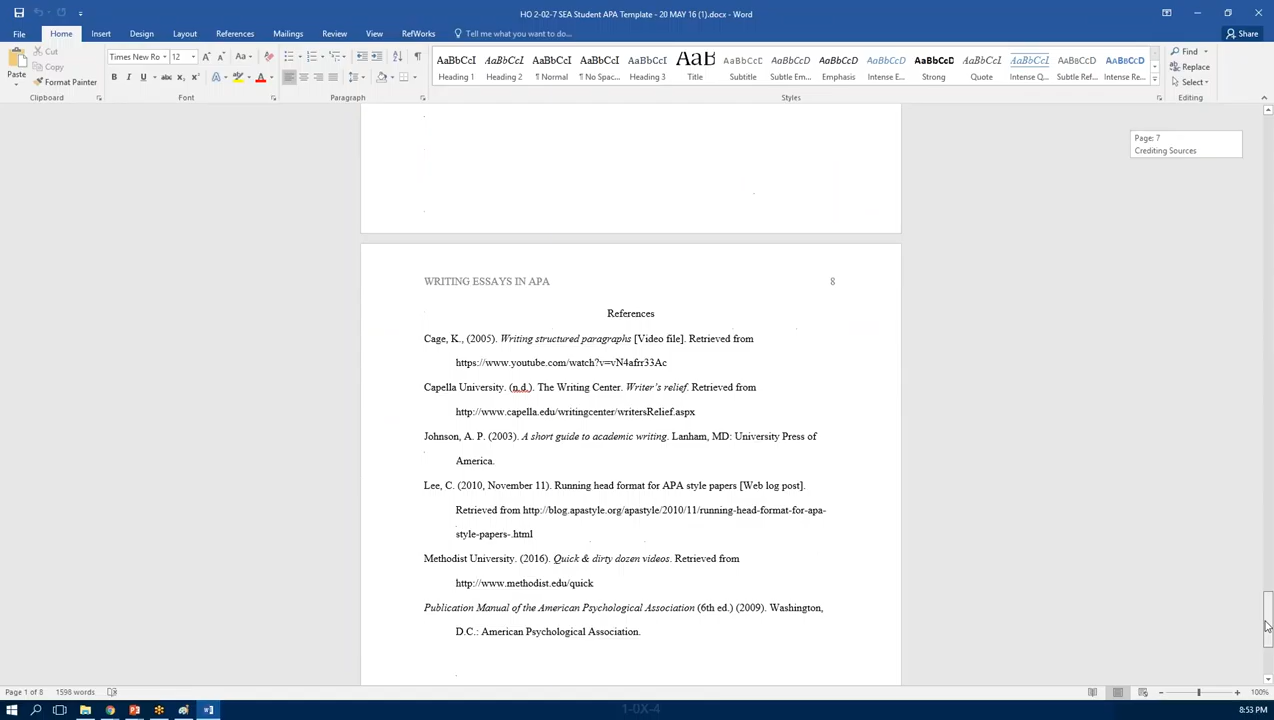 HO 2-02-7 SEA Student APA Template - 20 MAY 16 (1).docx - Word
File Home Insert Design Layout References Mailings Review View RefWorks Tell me what you want to do... Share
Paste
Cut
Copy
Format Painter
Clipboard
Times New Ro 12
Font
Paragraph
AaBbCcI AaBbCcL AaBbCcI AaBbCcI AaBbCcI AaB AaBbCcD AaBbCcDc AaBbCcD AaBbCcDc AaBbCcD AaBbCcD AaBbCcD AaBbCcD AaBbCcD
Heading 1 Heading 2 ¶ Normal ¶ No Spac... Heading 3 Title Subtitle Subtle Em... Emphasis Intense E... Strong Quote Intense Q... Subtle Ref... Intense Re...
Styles
Find
Replace
Select
Editing
Page: 7
Crediting Sources
WRITING ESSAYS IN APA 8
References
Cage, K., (2005). Writing structured paragraphs [Video file]. Retrieved from
https://www.youtube.com/watch?v=vN4afrr33Ac
Capella University. (n.d.). The Writing Center. Writer's relief. Retrieved from
http://www.capella.edu/writingcenter/writersRelief.aspx
Johnson, A. P. (2003). A short guide to academic writing. Lanham, MD: University Press of
America.
Lee, C. (2010, November 11). Running head format for APA style papers [Web log post].
Retrieved from http://blog.apastyle.org/apastyle/2010/11/running-head-format-for-apa-
style-papers-.html
Methodist University. (2016). Quick & dirty dozen videos. Retrieved from
http://www.methodist.edu/quick
Publication Manual of the American Psychological Association (6th ed.) (2009). Washington,
D.C.: American Psychological Association.
Page 1 of 8 1598 words 100%
1-0X-4
8:53 PM